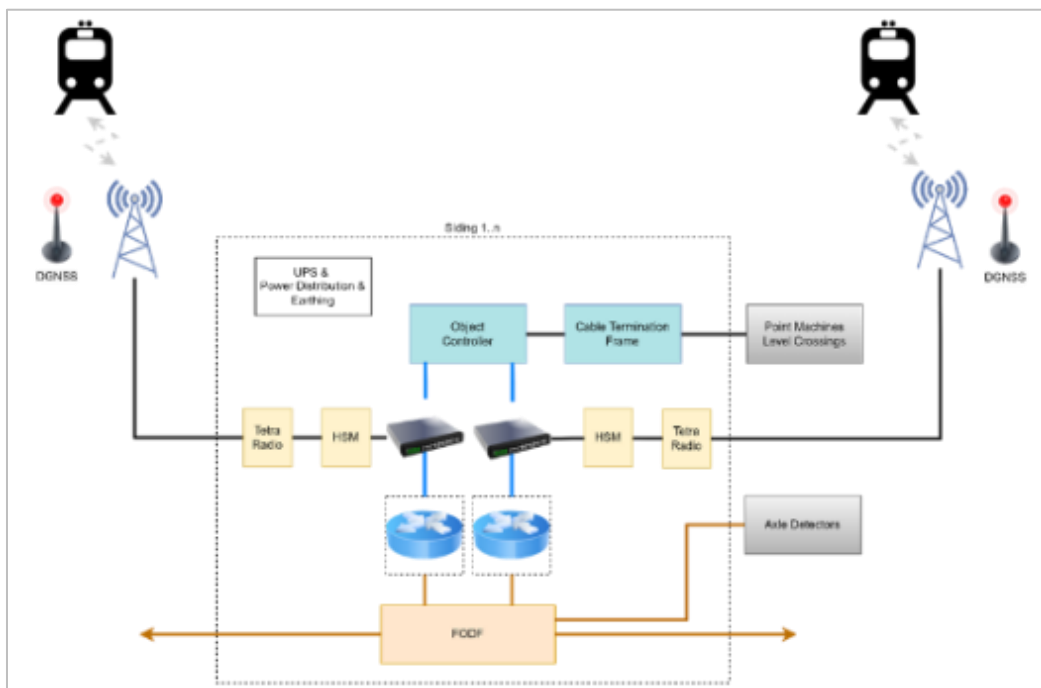 DGNSS
DGNSS
Siding 1..n
UPS &
Power Distribution &
Earthing
Object
Controller
Cable Termination
Frame
Point Machines
Level Crossings
Tetra
Radio
HSM
HSM
Tetra
Radio
Axle Detectors
FODF